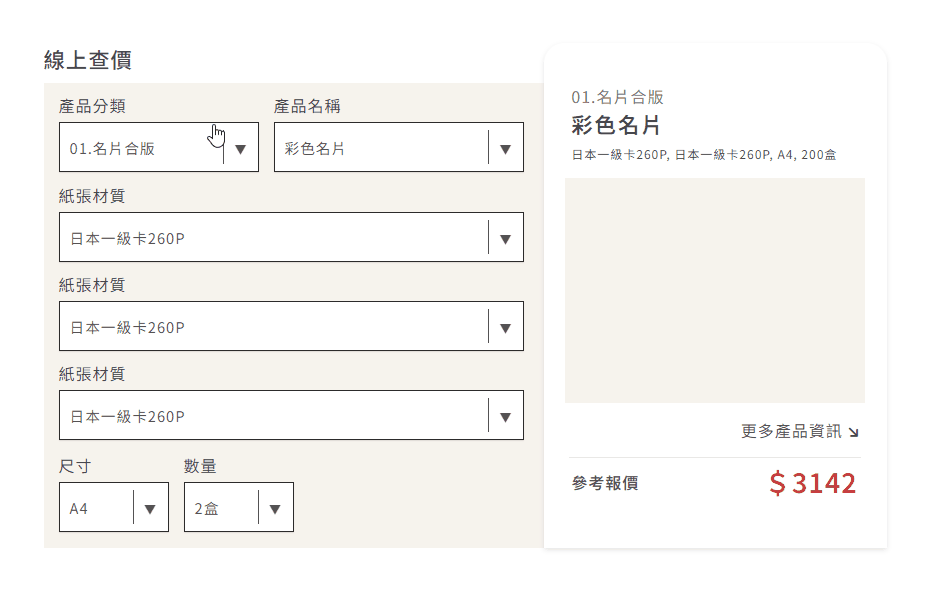 線上查價
產品分類
產品名稱
01.名片合版
彩色名片
紙張材質
日本一級卡260P
紙張材質
日本一級卡260P
紙張材質
日本一級卡260P
尺寸
數量
A4
2盒
01.名片合版
彩色名片
日本一級卡260P, 日本一級卡260P, A4, 200盒
更多產品資訊
參考報價
$3142